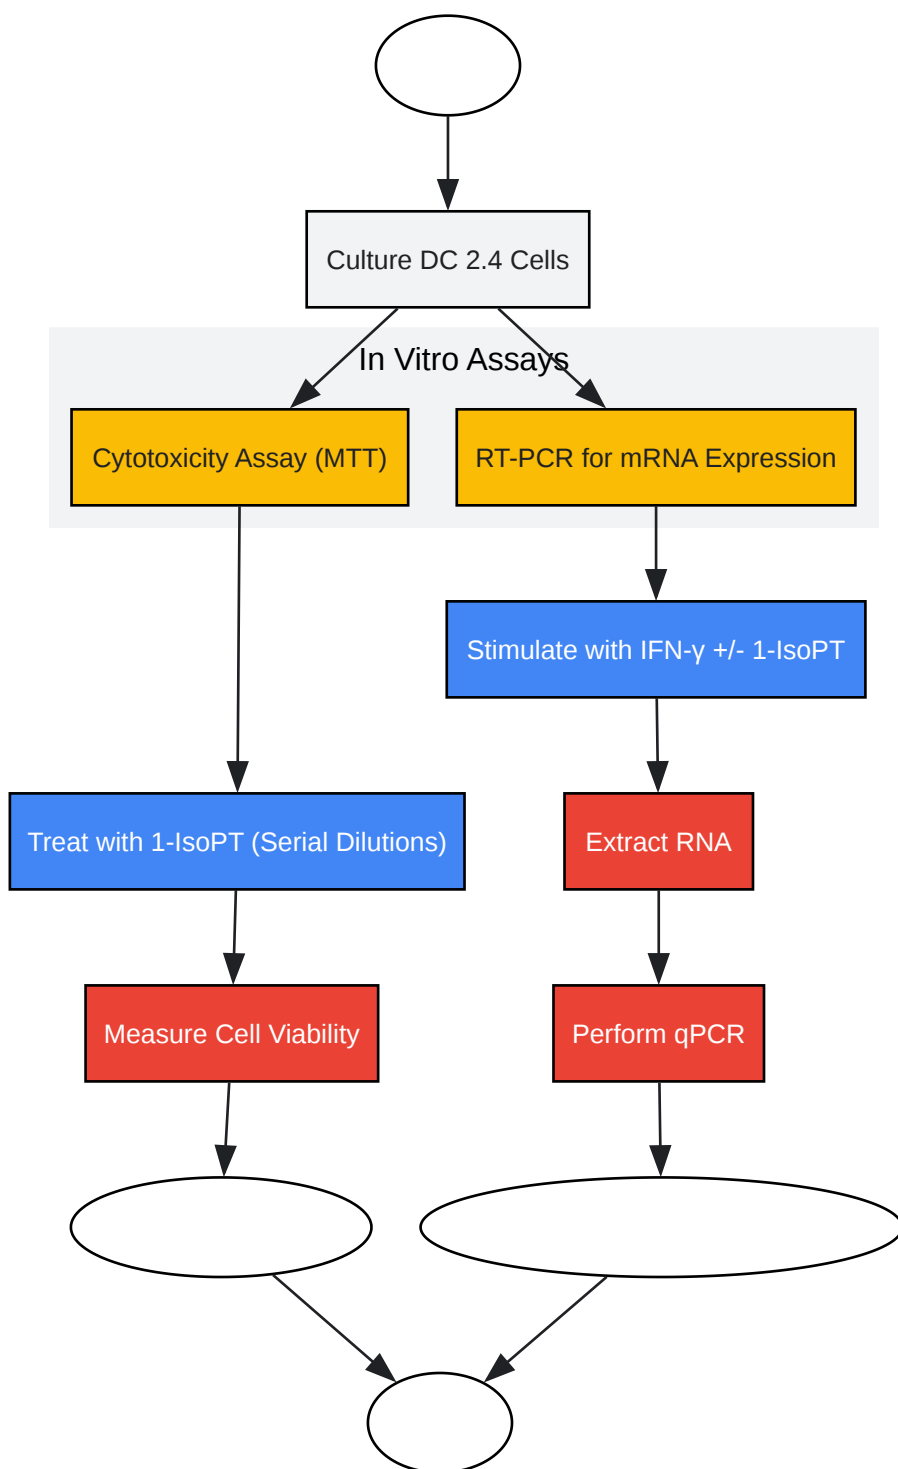 Culture DC 2.4 Cells
In Vitro Assays
Cytotoxicity Assay (MTT)
RT-PCR for mRNA Expression
Stimulate with IFN-γ +/- 1-IsoPT
Treat with 1-IsoPT (Serial Dilutions)
Extract RNA
Measure Cell Viability
Perform qPCR